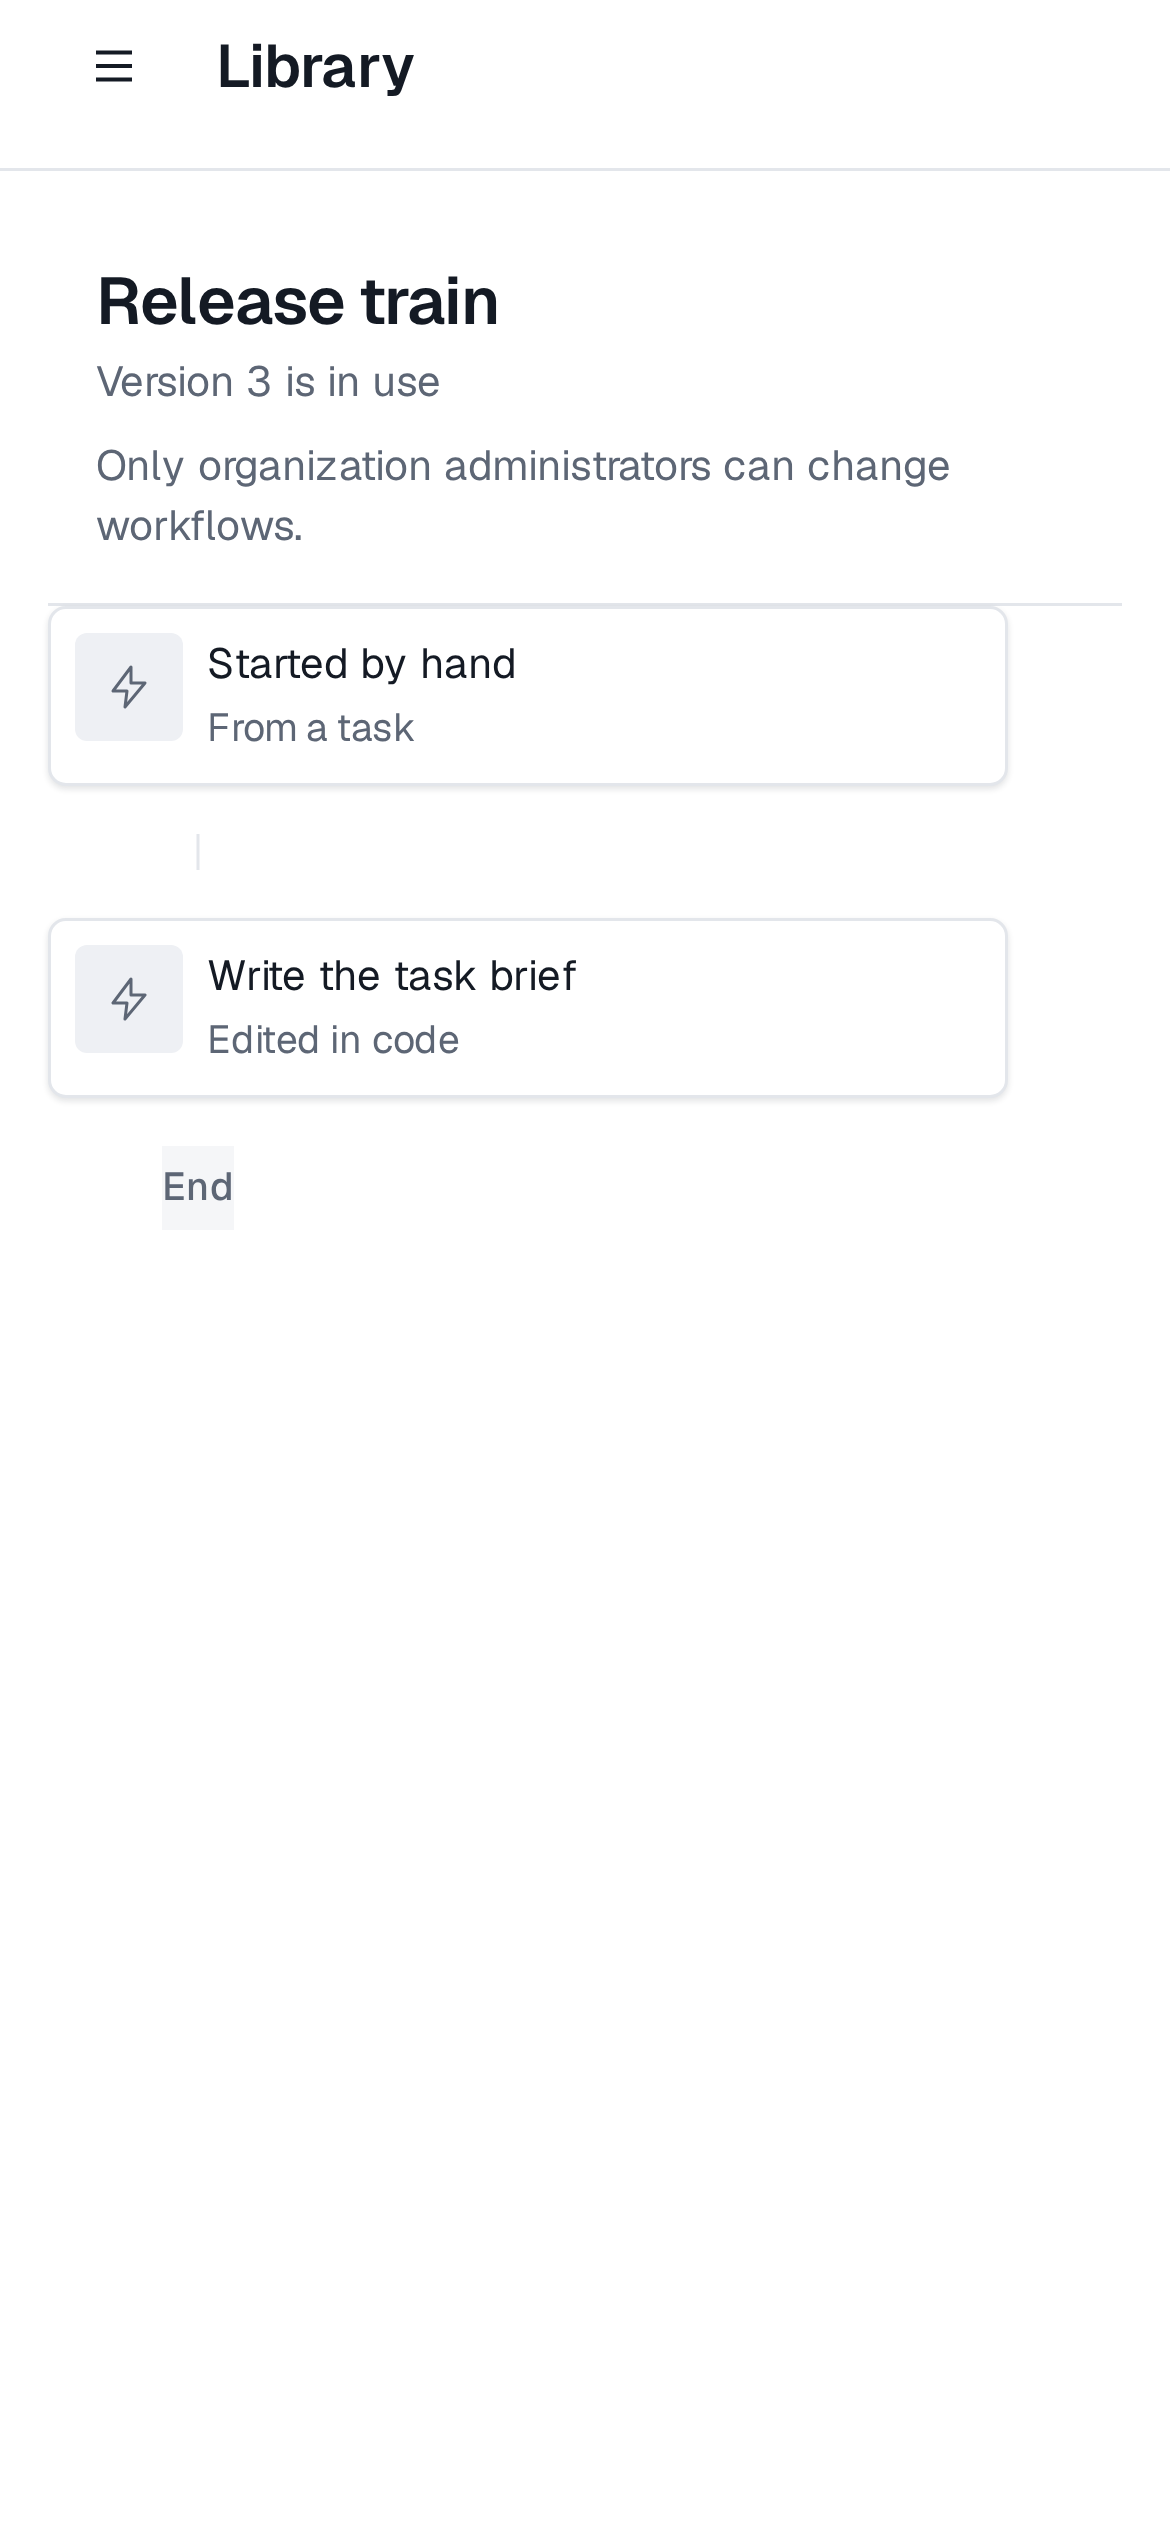 Library
Release train
Version 3 is in use
Only organization administrators can change
workflows.
Started by hand
From a task
Write the task brief
Edited in code
End